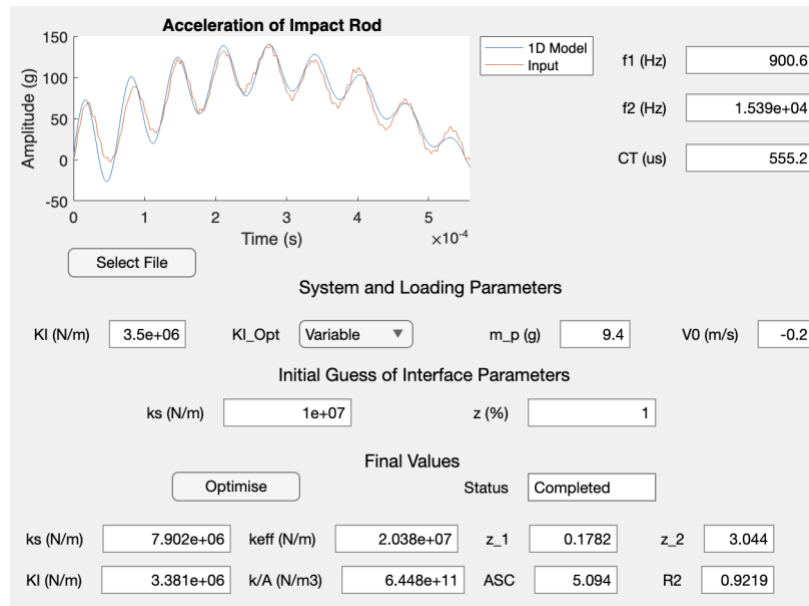 Acceleration of Impact Rod
150
100
50
0
-50
Amplitude (g)
0 1 2 3 4 5
×10-4
Time (s)
1D Model
Input
f1 (Hz) 900.6
f2 (Hz) 1.539e+04
CT (us) 555.2
Select File
System and Loading Parameters
Kl (N/m) 3.5e+06 Kl_Opt Variable m_p (g) 9.4 V0 (m/s) -0.2
Initial Guess of Interface Parameters
ks (N/m) 1e+07 z (%) 1
Final Values
Optimise Status Completed
ks (N/m) 7.902e+06 keff (N/m) 2.038e+07 z_1 0.1782 z_2 3.044
Kl (N/m) 3.381e+06 k/A (N/m3) 6.448e+11 ASC 5.094 R2 0.9219